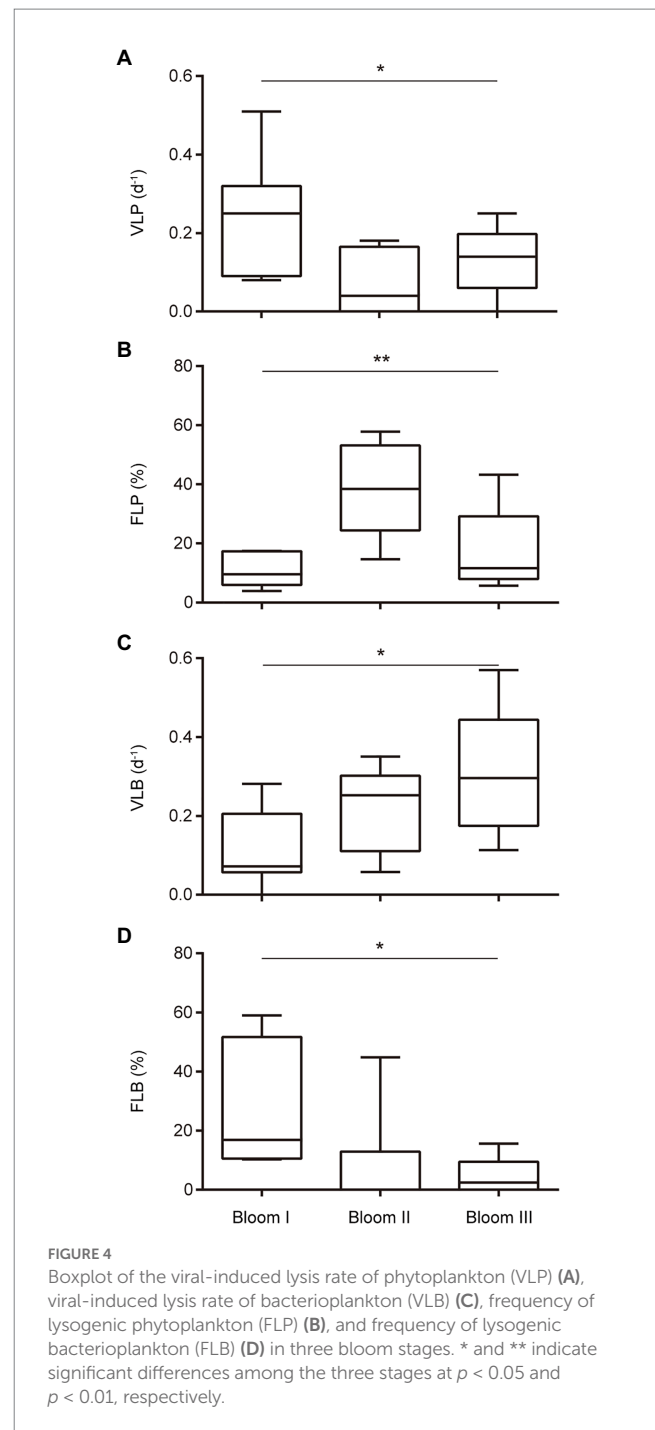 A
*
0.6
0.4
0.2
0.0
VLP (d⁻¹)
B
**
80
60
40
20
0
FLP (%)
C
*
0.6
0.4
0.2
0.0
VLB (d⁻¹)
D
*
80
60
40
20
0
FLB (%)
Bloom I Bloom II Bloom III
FIGURE 4
Boxplot of the viral-induced lysis rate of phytoplankton (VLP) (A),
viral-induced lysis rate of bacterioplankton (VLB) (C), frequency of
lysogenic phytoplankton (FLP) (B), and frequency of lysogenic
bacterioplankton (FLB) (D) in three bloom stages. * and ** indicate
significant differences among the three stages at p < 0.05 and
p < 0.01, respectively.